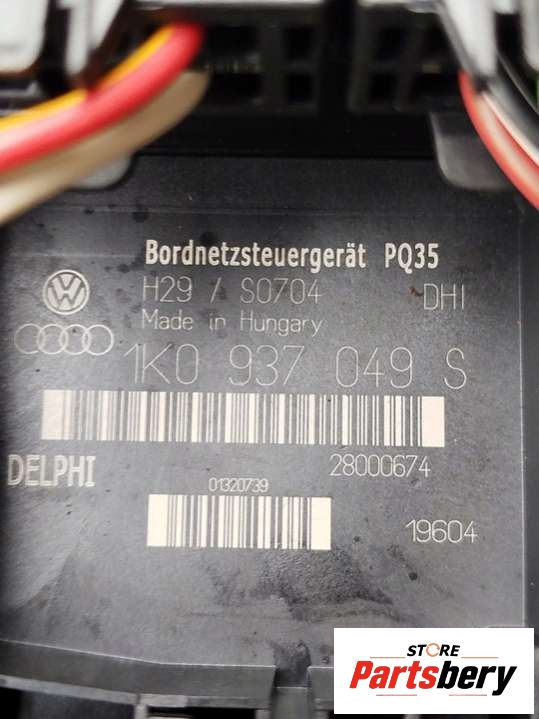 Bordnetzsteuergerät PQ35
H29 / S0704 DHI
Made in Hungary
1K0 937 049 S
DELPHI 28000674
01320739
19604
STORE
Partsbery